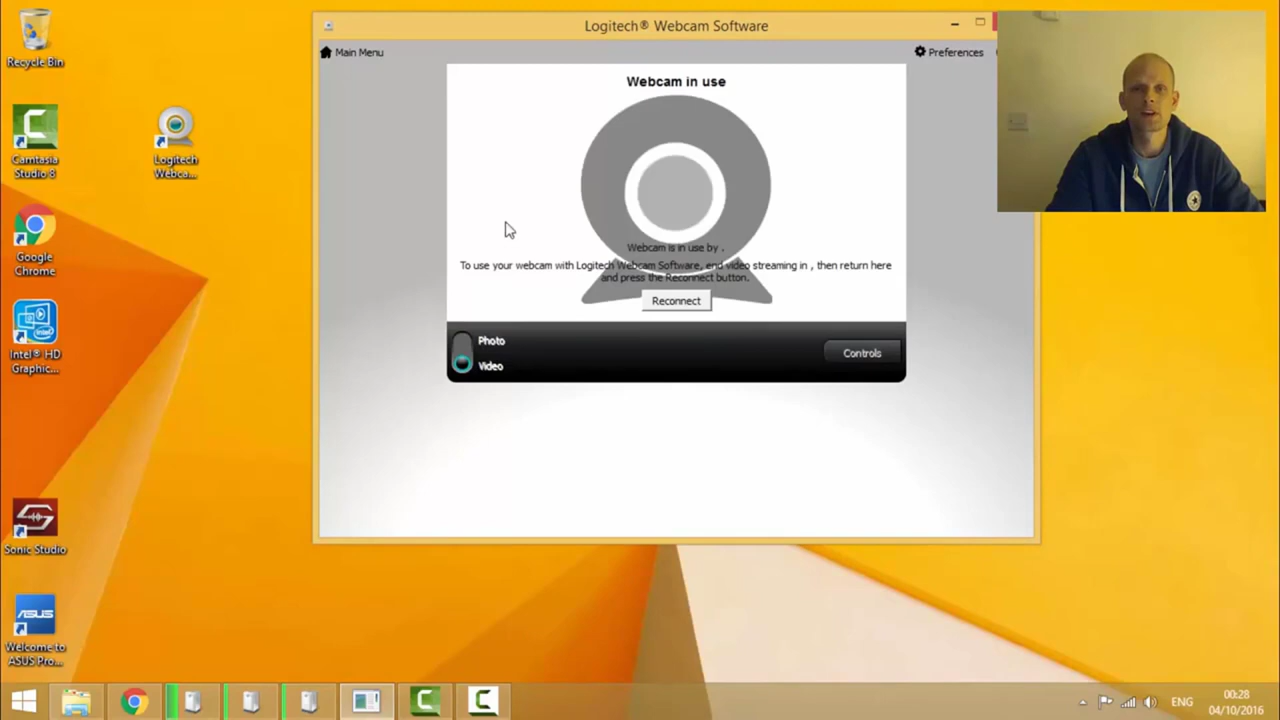 Recycle Bin
Camtasia
Studio 8
Logitech
Webca...
Google
Chrome
Intel® HD
Graphic...
Sonic Studio
ASUS
Welcome to
ASUS Pro...
Logitech® Webcam Software
Main Menu
Preferences
Webcam in use
Webcam is in use by .
To use your webcam with Logitech Webcam Software, end video streaming in , then return here
and press the Reconnect button.
Reconnect
Photo
Video
Controls
ENG
00:28
04/10/2016